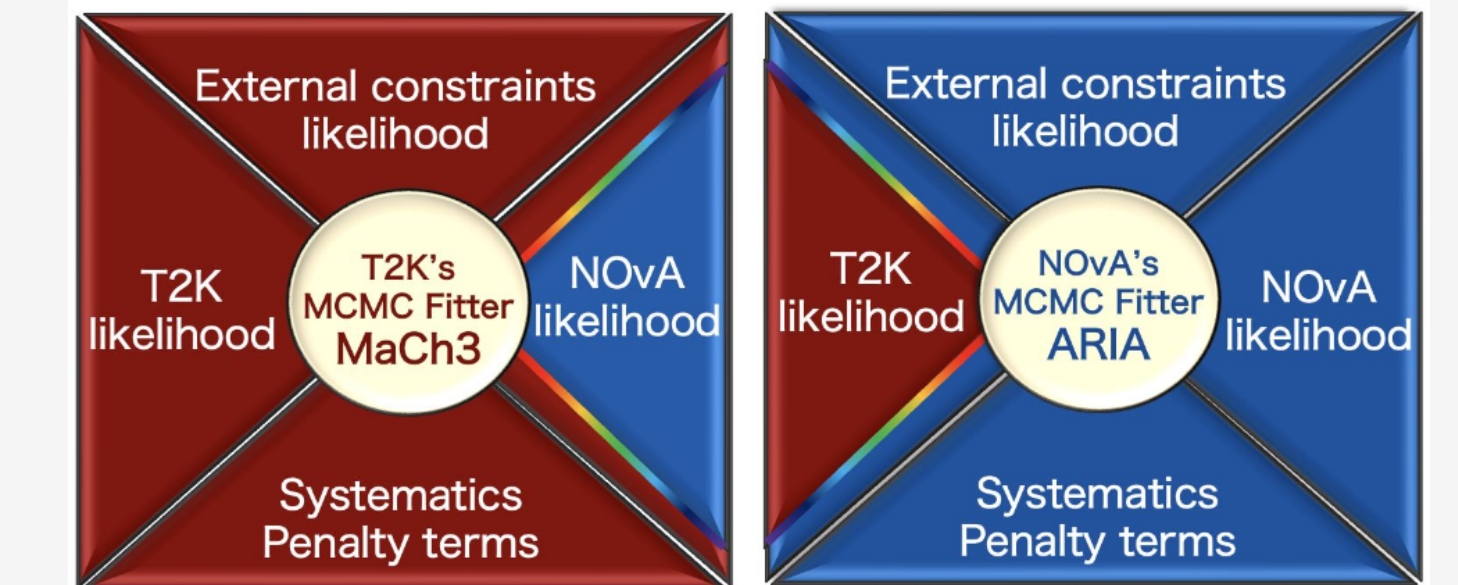 External constraints
likelihood
T2K
likelihood
T2K's
MCMC Fitter
MaCh3
NOvA
likelihood
Systematics
Penalty terms
External constraints
likelihood
T2K
likelihood
NOvA's
MCMC Fitter
ARIA
NOvA
likelihood
Systematics
Penalty terms